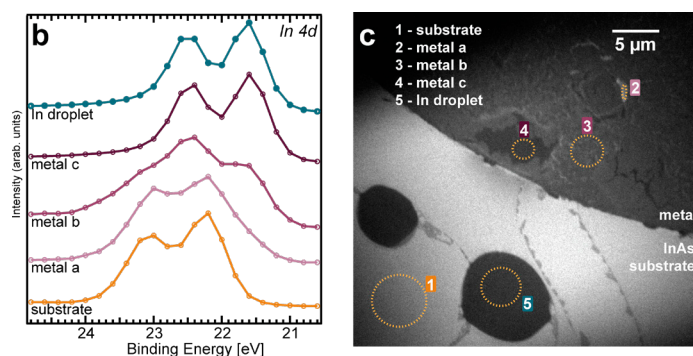 b
In 4d
Intensity (arb. units)
In droplet
metal c
metal b
metal a
substrate
24
23
22
21
Binding Energy [eV]
c
1 - substrate
2 - metal a
3 - metal b
4 - metal c
5 - In droplet
5 µm
2
4
3
metal
InAs
substrate
1
5